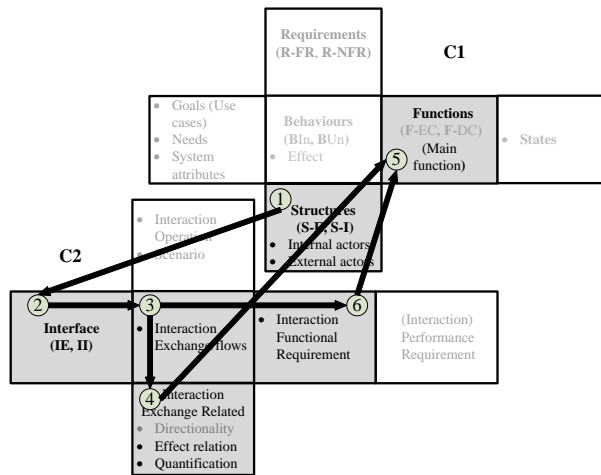 Requirements
(R-FR, R-NFR)
C1
• Goals (Use
cases)
• Needs
• System
attributes
Behaviours
(BIn, BUn)
• Effect
Functions
(F-EC, F-DC)
(Main
function)
5
• States
1
Structures
(S-E, S-I)
• Internal actors
• External actors
• Interaction
Operation
• Scenario
C2
2
Interface
(IE, II)
3
• Interaction
Exchange flows
6
• Interaction
Functional
Requirement
(Interaction)
Performance
Requirement
4
Interaction
Exchange Related
• Directionality
• Effect relation
• Quantification